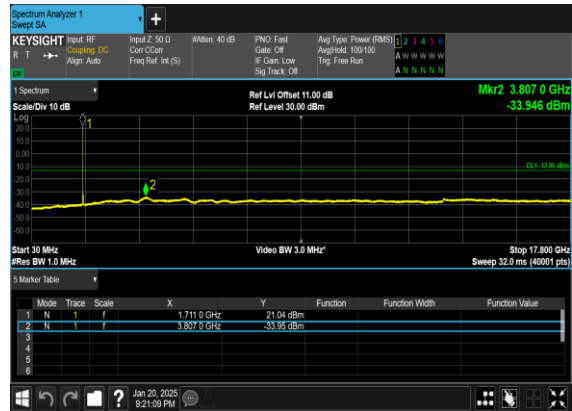 Spectrum Analyzer 1
Swept SA
+
KEYSIGHT Input: RF Input Z: 50 Ω #Atten: 40 dB PNO: Fast Avg Type: Power (RMS) 1 2 3 4 5 6
R T Coupling: DC Corr CCorr Gate: Off Avg|Hold: 100/100 A W W W W W
Align: Auto Freq Ref: Int (S) IF Gain: Low Trig: Free Run
LW Sig Track: Off A N N N N N
1 Spectrum Ref Lvl Offset 11.00 dB Mkr2 3.807 0 GHz
Scale/Div 10 dB Ref Level 30.00 dBm -33.946 dBm
Log
20.0
10.0
0.00
-10.0
-20.0
-30.0
-40.0
-50.0
-60.0
1
DL1 -13.00 dBm
2
Start 30 MHz Video BW 3.0 MHz* Stop 17.800 GHz
#Res BW 1.0 MHz Sweep 32.0 ms (40001 pts)
5 Marker Table
Mode Trace Scale X Y Function Function Width Function Value
1 N 1 f 1.711 0 GHz 21.04 dBm
2 N 1 f 3.807 0 GHz -33.95 dBm
3
4
5
6
? Jan 20, 2025
9:21:09 PM